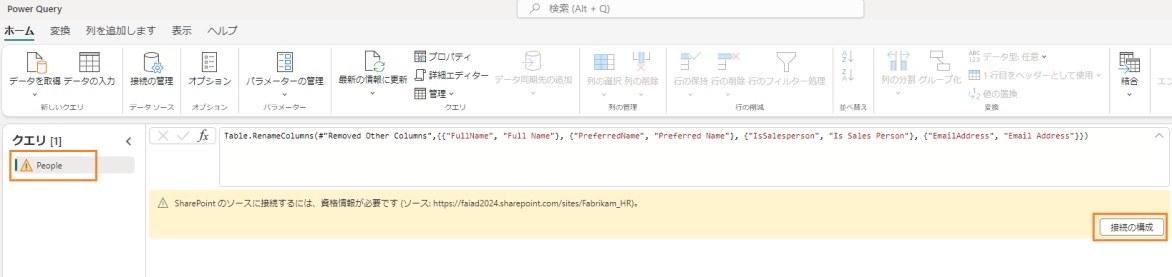 Power Query
検索 (Alt + Q)
ホーム 変換 列を追加します 表示 ヘルプ
データを取得 データの入力
新しいクエリ
接続の管理
データ ソース
オプション
オプション
パラメーターの管理
パラメーター
最新の情報に更新
プロパティ
詳細エディター
管理
クエリ
データ同期先の追加
列の選択 列の削除
列の管理
行の保持 行の削除 行のフィルター処理
行の削減
A Z
Z A
並べ替え
列の分割 グループ化
ABC 123 データ型: 任意
1 行目をヘッダーとして使用
1 2 値の置換
変換
結合
エン
クエリ [1]
People
fx
Table.RenameColumns(#"Removed Other Columns",{{"FullName", "Full Name"}, {"PreferredName", "Preferred Name"}, {"IsSalesperson", "Is Sales Person"}, {"EmailAddress", "Email Address"}})
SharePoint のソースに接続するには、資格情報が必要です (ソース: https://faiad2024.sharepoint.com/sites/Fabrikam_HR)。
接続の構成